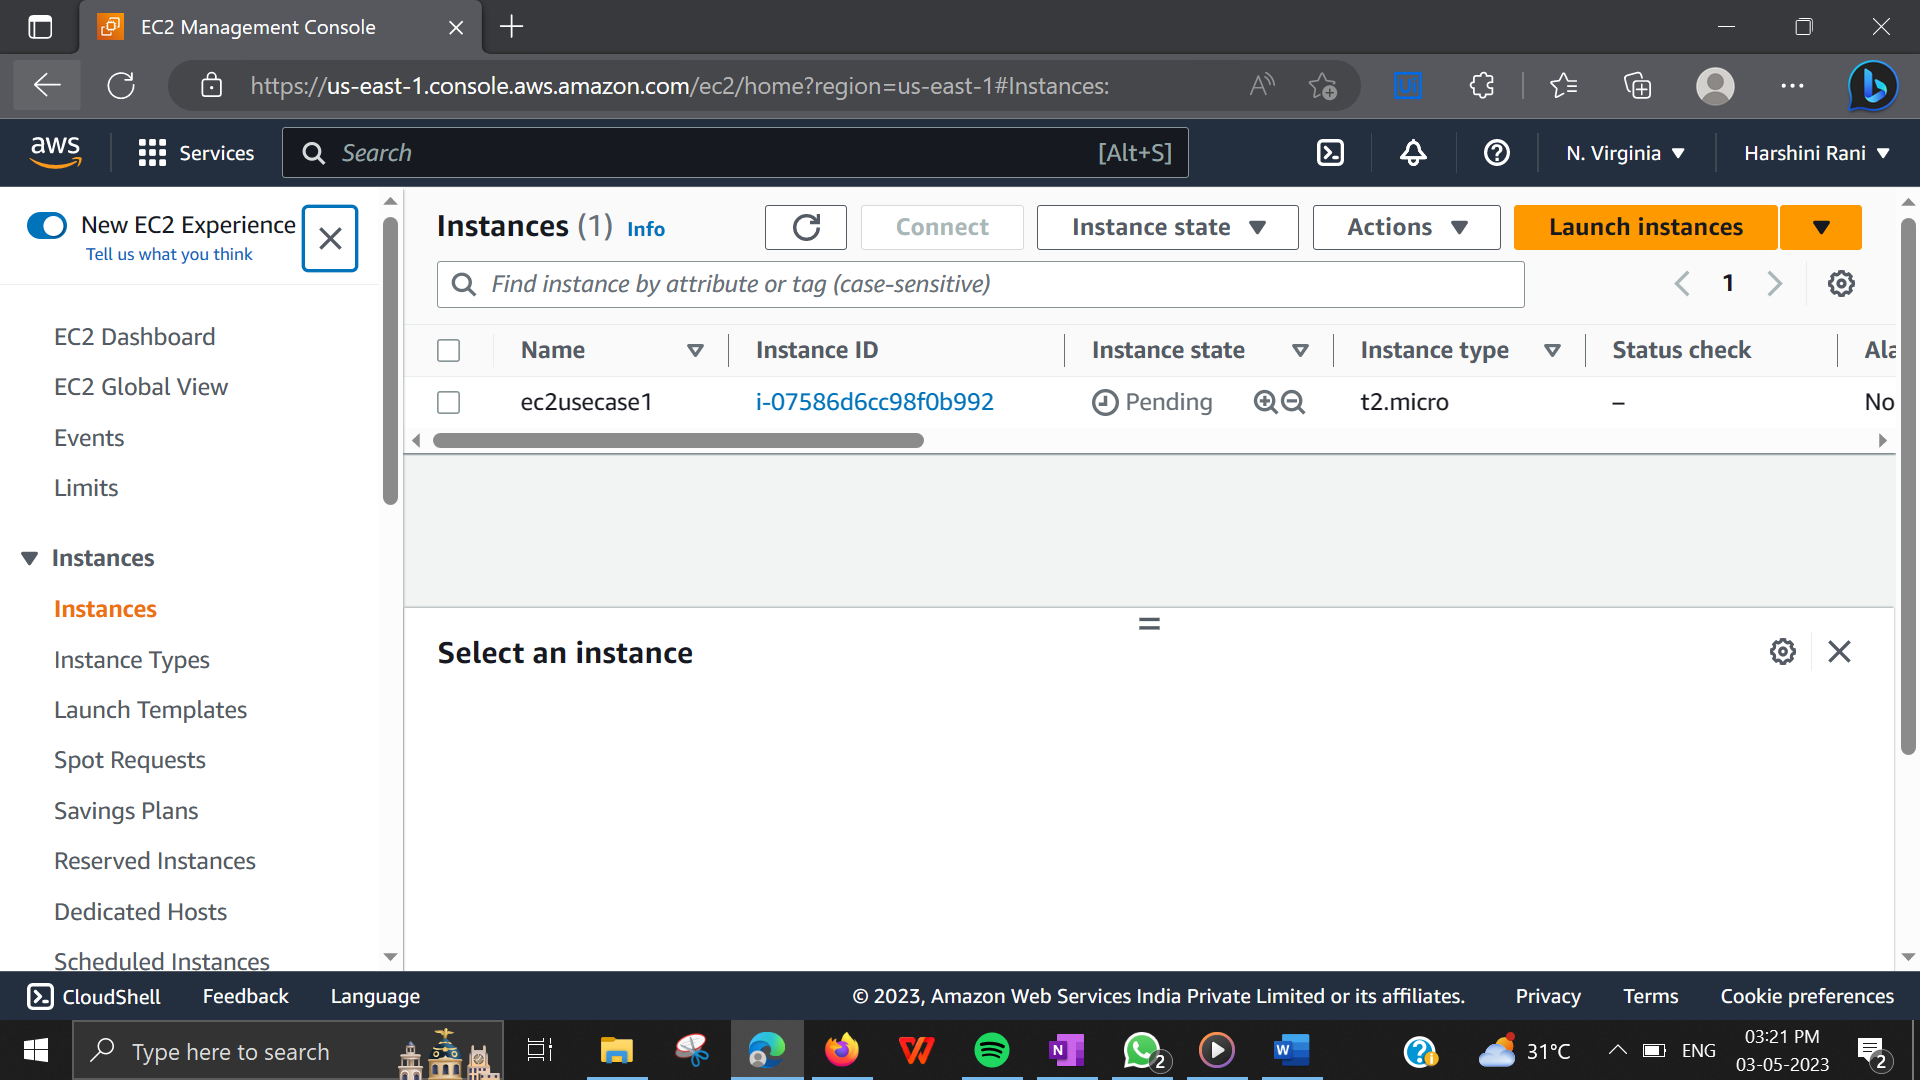 EC2 Management Console
https://us-east-1.console.aws.amazon.com/ec2/home?region=us-east-1#Instances:
aws
Services
Search
[Alt+S]
N. Virginia
Harshini Rani
New EC2 Experience
Tell us what you think
EC2 Dashboard
EC2 Global View
Events
Limits
Instances
Instances
Instance Types
Launch Templates
Spot Requests
Savings Plans
Reserved Instances
Dedicated Hosts
Scheduled Instances
Instances (1) Info
Connect
Instance state
Actions
Launch instances
Find instance by attribute or tag (case-sensitive)
1
Name Instance ID Instance state Instance type Status check Ala
ec2usecase1 i-07586d6cc98f0b992 Pending t2.micro – No
Select an instance
CloudShell Feedback Language
© 2023, Amazon Web Services India Private Limited or its affiliates. Privacy Terms Cookie preferences
Type here to search
2
31°C
ENG
03:21 PM
03-05-2023
2